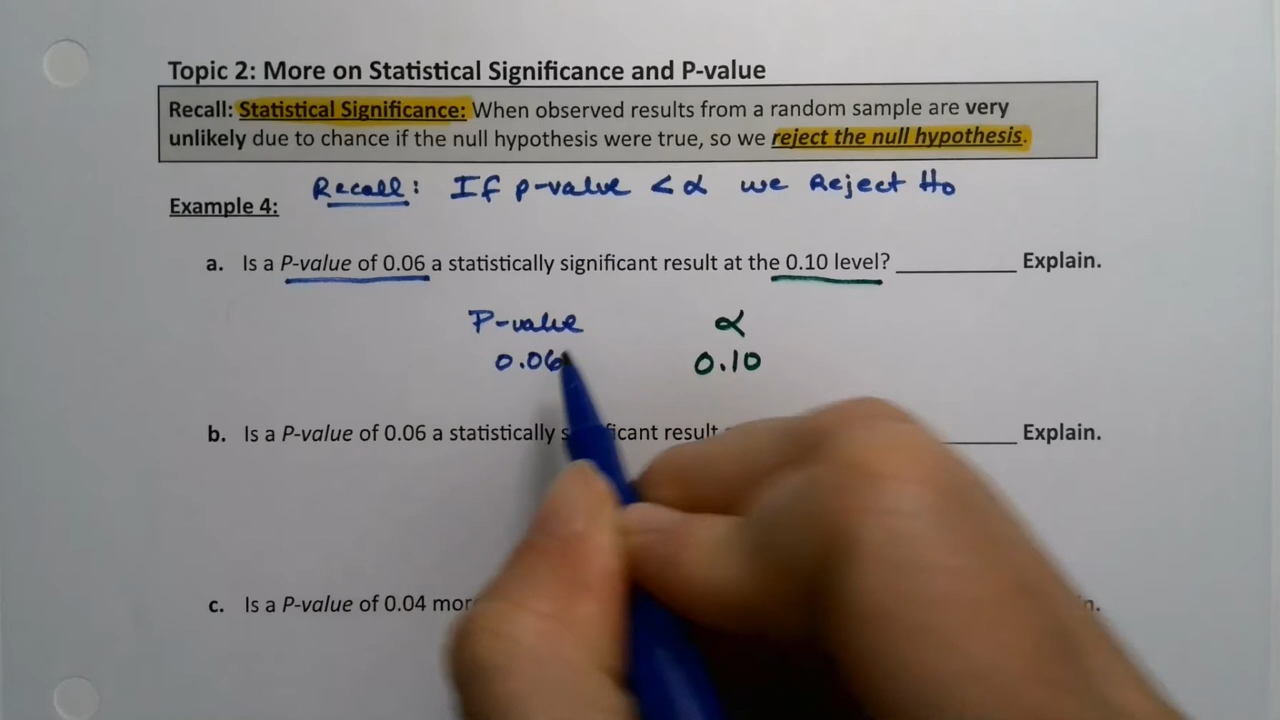 Topic 2: More on Statistical Significance and P-value
Recall: Statistical Significance: When observed results from a random sample are very
unlikely due to chance if the null hypothesis were true, so we reject the null hypothesis.
Recall: If p-value < α we Reject Ho
Example 4:
a. Is a P-value of 0.06 a statistically significant result at the 0.10 level? __________ Explain.
P-value α
0.06 0.10
b. Is a P-value of 0.06 a statistically result Explain.
c. Is a P-value of 0.04